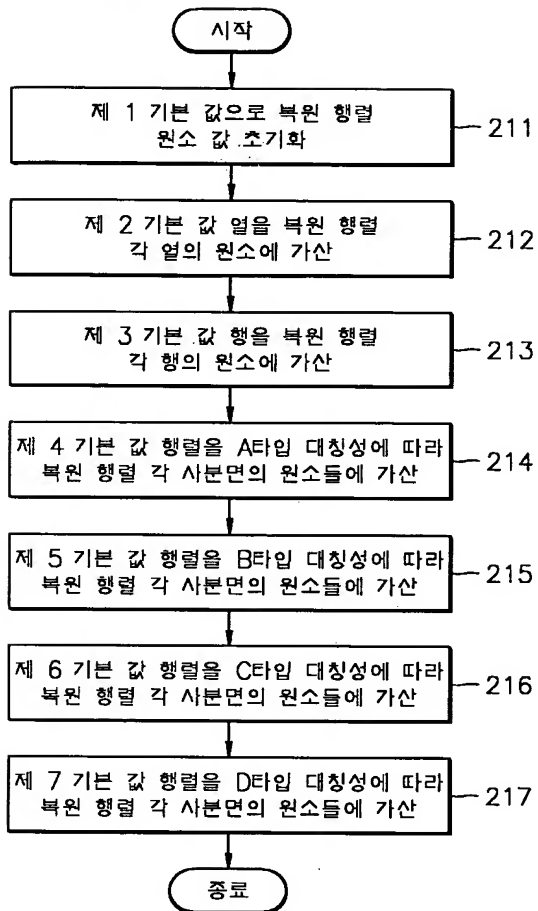 시작
제 1 기본 값으로 복원 행렬
원소 값 초기화
211
제 2 기본 값 열을 복원 행렬
각 열의 원소에 가산
212
제 3 기본 값 행을 복원 행렬
각 행의 원소에 가산
213
제 4 기본 값 행렬을 A타입 대칭성에 따라
복원 행렬 각 사분면의 원소들에 가산
214
제 5 기본 값 행렬을 B타입 대칭성에 따라
복원 행렬 각 사분면의 원소들에 가산
215
제 6 기본 값 행렬을 C타입 대칭성에 따라
복원 행렬 각 사분면의 원소들에 가산
216
제 7 기본 값 행렬을 D타입 대칭성에 따라
복원 행렬 각 사분면의 원소들에 가산
217
종료